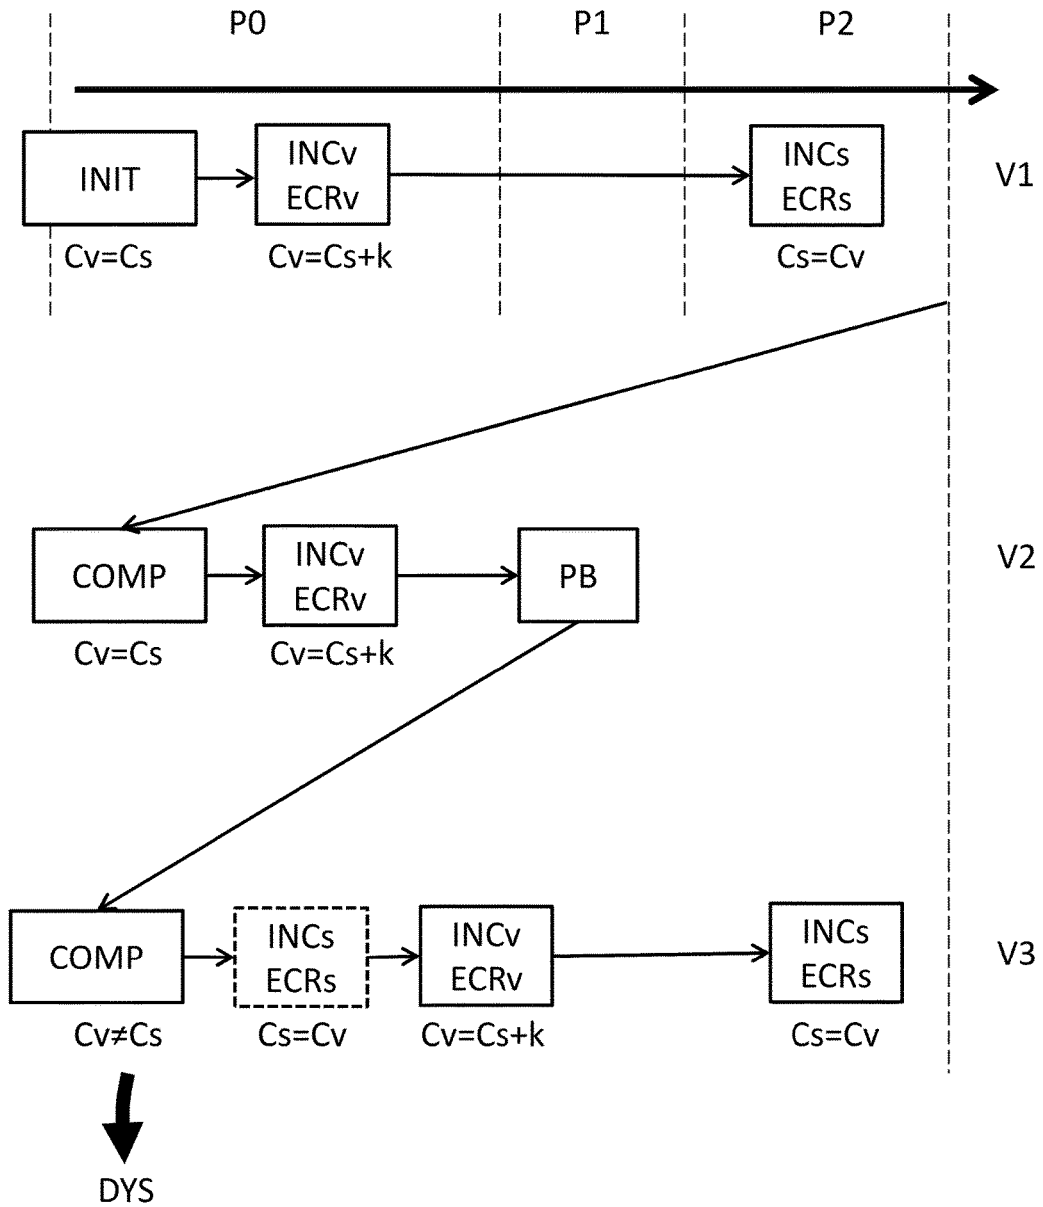 P0 P1 P2
INIT
INCv
ECRv
INCs
ECRs
V1
Cv=Cs
Cv=Cs+k
Cs=Cv
COMP
INCv
ECRv
PB
V2
Cv=Cs
Cv=Cs+k
COMP
INCs
ECRs
INCv
ECRv
INCs
ECRs
V3
Cv≠Cs
Cs=Cv
Cv=Cs+k
Cs=Cv
DYS